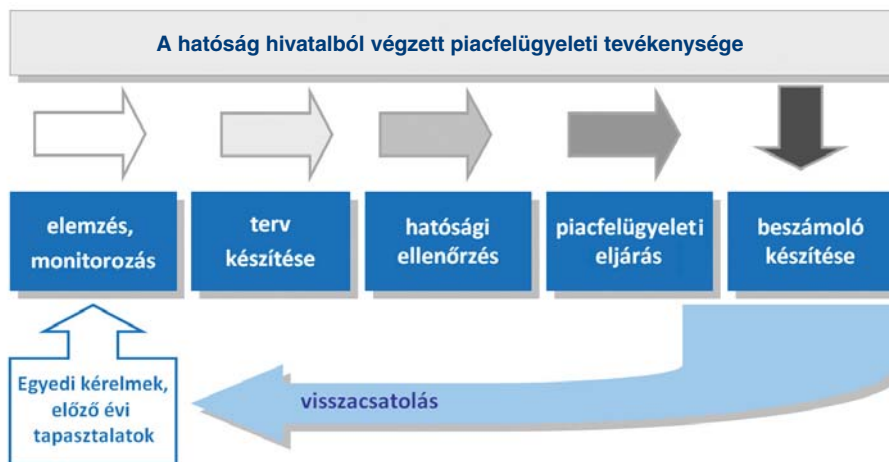 A hatóság hivatalból végzett piacfelügyeleti tevékenysége
elemzés,
monitorozás
terv
készítése
hatósági
ellenőrzés
piacfelügyeleti
eljárás
beszámoló
készítése
Egyedi kérelmek,
előző évi
tapasztalatok
visszacsatolás